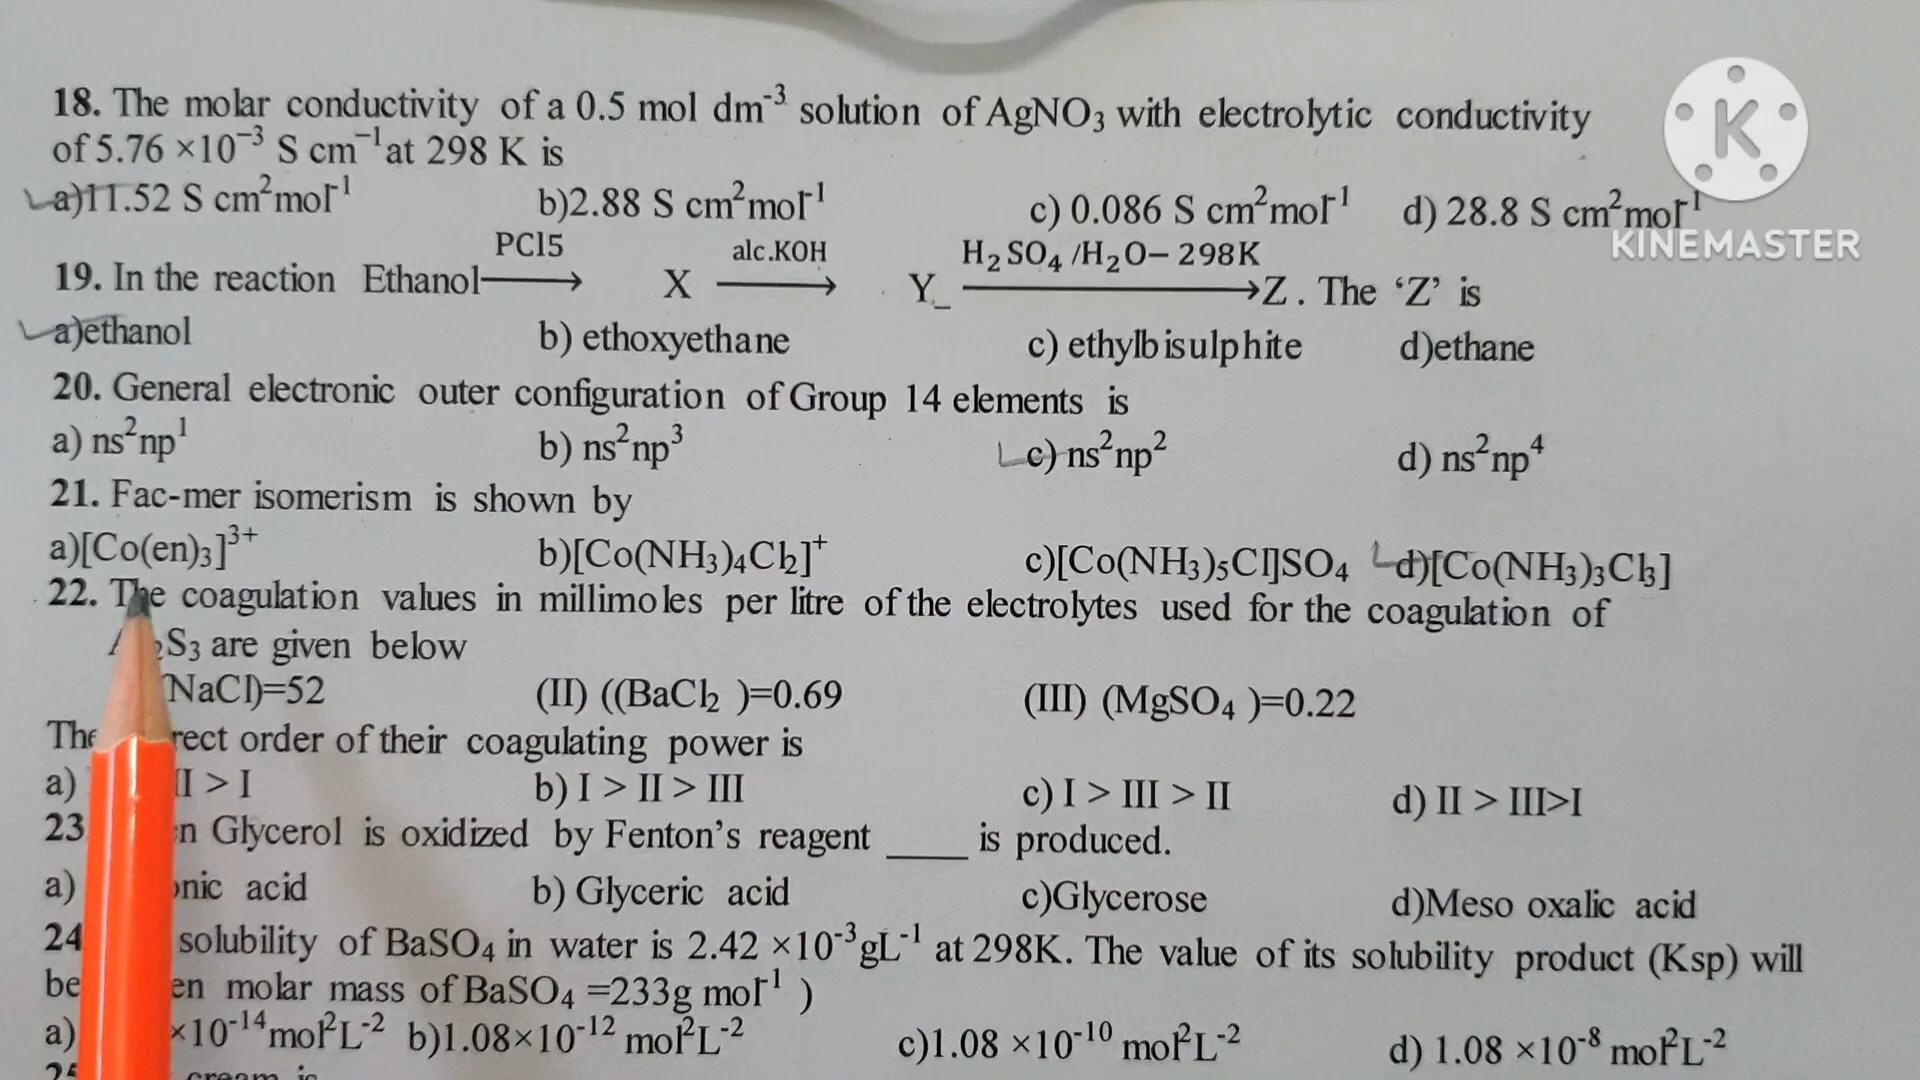 18. The molar conductivity of a 0.5 mol dm⁻³ solution of AgNO₃ with electrolytic conductivity
of 5.76 ×10⁻³ S cm⁻¹at 298 K is
a)11.52 S cm²mol⁻¹ b)2.88 S cm²mol⁻¹ c) 0.086 S cm²mol⁻¹ d) 28.8 S cm²mol⁻¹
K
KINEMASTER
PCl5 alc.KOH H₂SO₄ /H₂O− 298K
19. In the reaction Ethanol⟶ X ⟶ Y_ ⟶Z . The ‘Z’ is
a)ethanol b) ethoxyethane c) ethylbisulphite d)ethane
20. General electronic outer configuration of Group 14 elements is
a) ns²np¹ b) ns²np³ c) ns²np² d) ns²np⁴
21. Fac-mer isomerism is shown by
a)[Co(en)₃]³⁺ b)[Co(NH₃)₄Cl₂]⁺ c)[Co(NH₃)₅Cl]SO₄ d)[Co(NH₃)₃Cl₃]
22. The coagulation values in millimoles per litre of the electrolytes used for the coagulation of
S₃ are given below
NaCl)=52 (II) ((BaCl₂ )=0.69 (III) (MgSO₄ )=0.22
order of their coagulating power is
a) > I b) I > II > III c) I > III > II d) II > III>I
23 Glycerol is oxidized by Fenton’s reagent ____ is produced.
a) acid b) Glyceric acid c)Glycerose d)Meso oxalic acid
24 solubility of BaSO₄ in water is 2.42 ×10⁻³gL⁻¹ at 298K. The value of its solubility product (Ksp) will
be molar mass of BaSO₄ =233g mol⁻¹ )
a) ×10⁻¹⁴mol²L⁻² b)1.08×10⁻¹² mol²L⁻² c)1.08 ×10⁻¹⁰ mol²L⁻² d) 1.08 ×10⁻⁸ mol²L⁻²
cream is